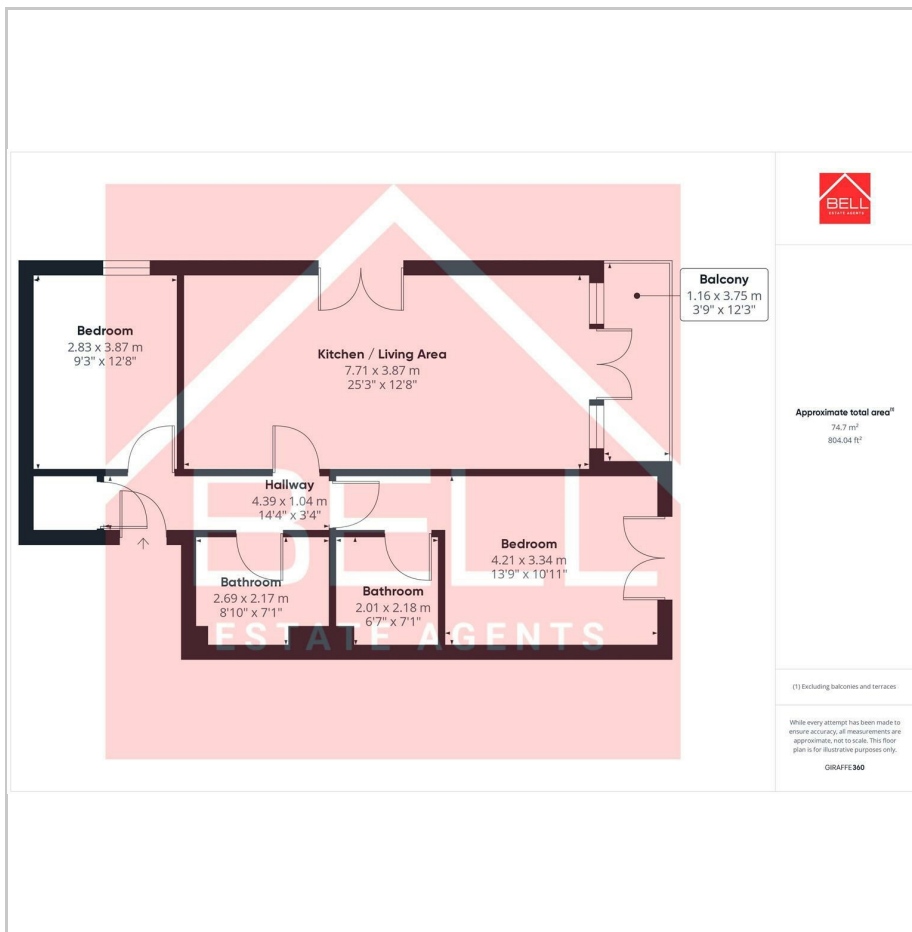 BELL
ESTATE AGENTS
Balcony
1.16 x 3.75 m
3'9" x 12'3"
Bedroom
2.83 x 3.87 m
9'3" x 12'8"
Kitchen / Living Area
7.71 x 3.87 m
25'3" x 12'8"
Approximate total area(1)
74.7 m²
804.04 ft²
Hallway
4.39 x 1.04 m
14'4" x 3'4"
Bedroom
4.21 x 3.34 m
13'9" x 10'11"
Bathroom
2.69 x 2.17 m
8'10" x 7'1"
Bathroom
2.01 x 2.18 m
6'7" x 7'1"
BELL
ESTATE AGENTS
(1) Excluding balconies and terraces
While every attempt has been made to
ensure accuracy, all measurements are
approximate, not to scale. This floor
plan is for illustrative purposes only.
GIRAFFE360